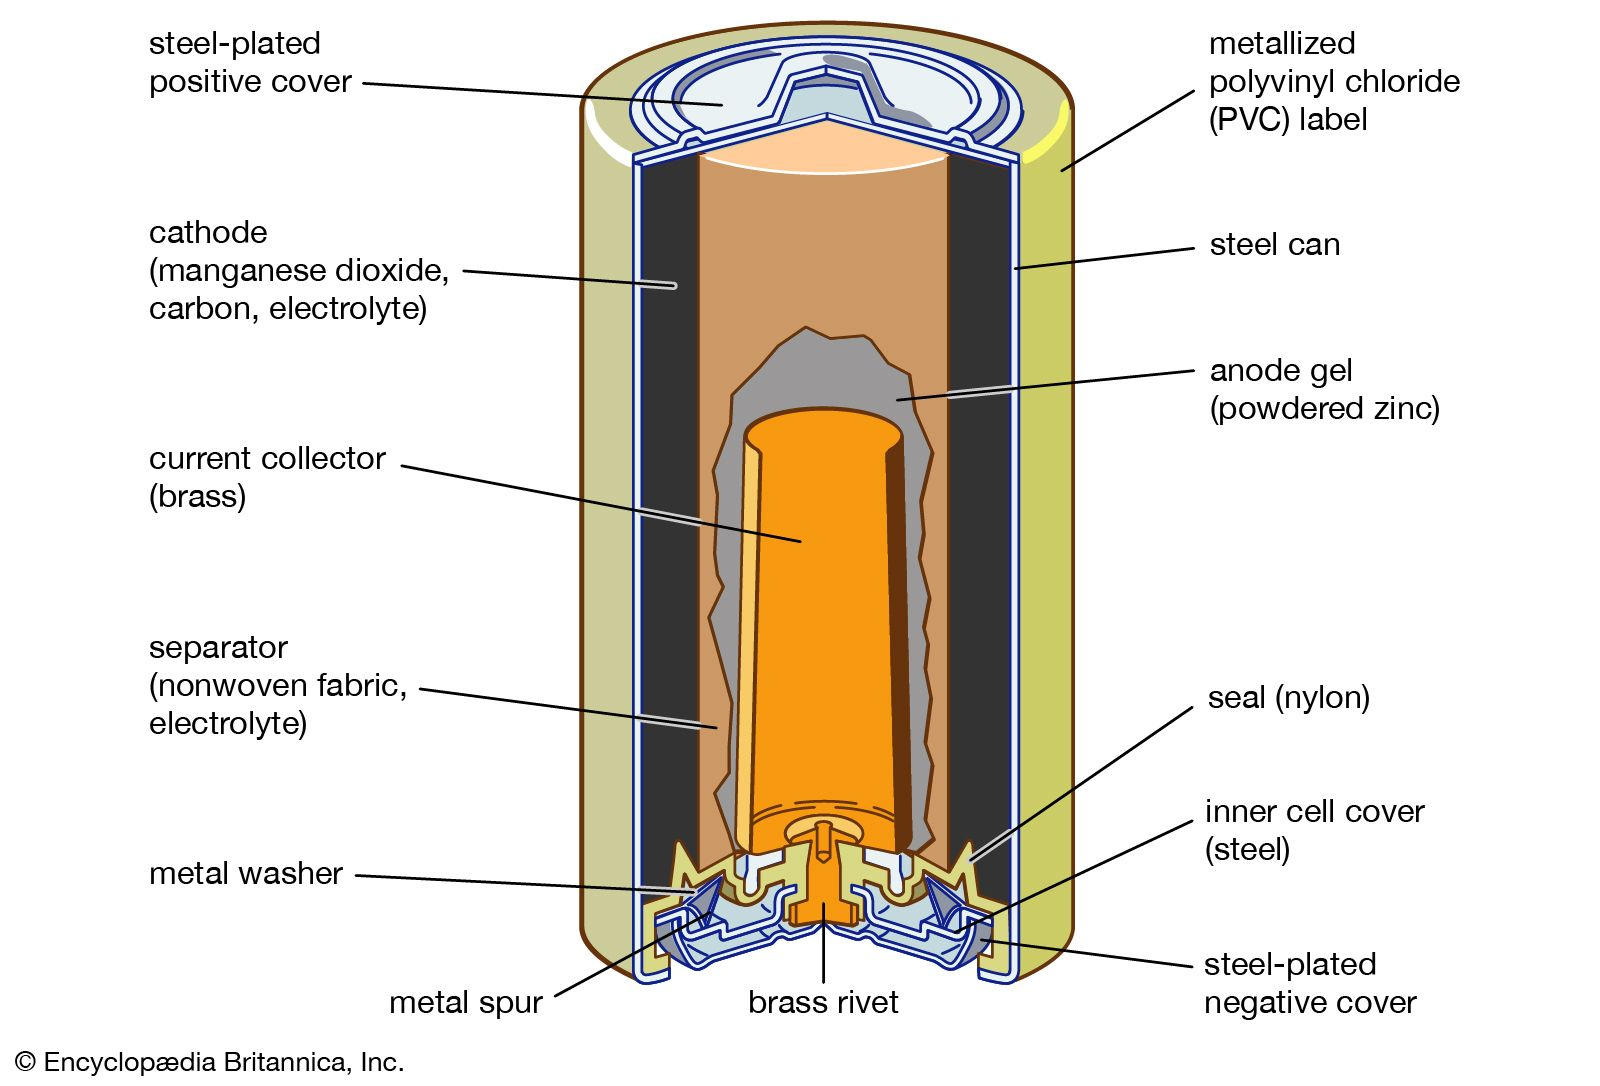 steel-plated
positive cover
cathode
(manganese dioxide,
carbon, electrolyte)
current collector
(brass)
separator
(nonwoven fabric,
electrolyte)
metal washer
metal spur
brass rivet
metallized
polyvinyl chloride
(PVC) label
steel can
anode gel
(powdered zinc)
seal (nylon)
inner cell cover
(steel)
steel-plated
negative cover
© Encyclopædia Britannica, Inc.